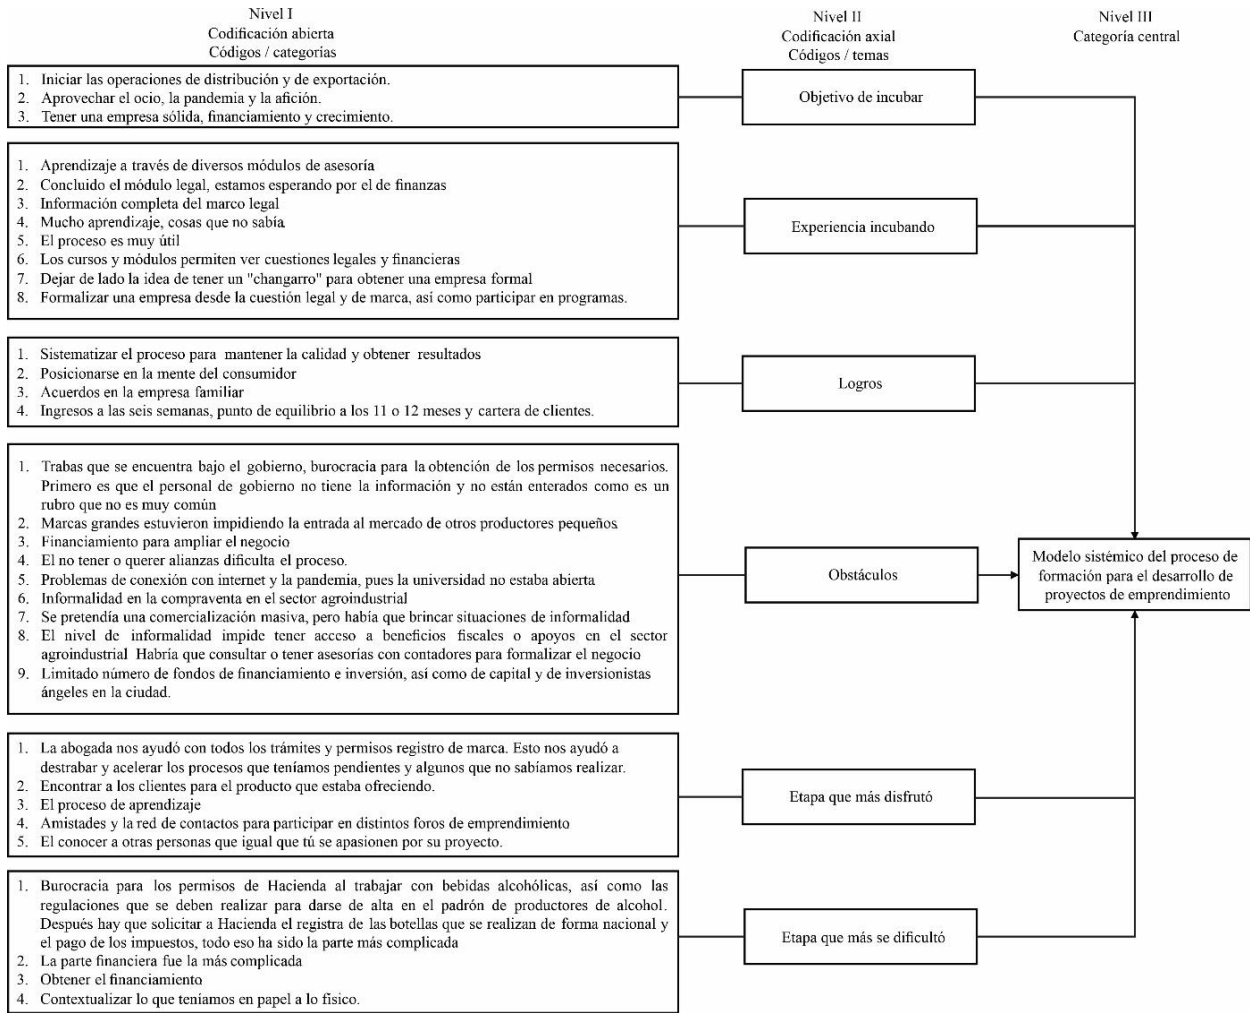 Nivel I
Codificación abierta
Códigos / categorías
Nivel II
Codificación axial
Códigos / temas
Nivel III
Categoría central
1. Iniciar las operaciones de distribución y de exportación.
2. Aprovechar el ocio, la pandemia y la afición.
3. Tener una empresa sólida, financiamiento y crecimiento.
Objetivo de incubar
1. Aprendizaje a través de diversos módulos de asesoría
2. Concluido el módulo legal, estamos esperando por el de finanzas
3. Información completa del marco legal
4. Mucho aprendizaje, cosas que no sabía
5. El proceso es muy útil
6. Los cursos y módulos permiten ver cuestiones legales y financieras
7. Dejar de lado la idea de tener un "changarro" para obtener una empresa formal
8. Formalizar una empresa desde la cuestión legal y de marca, así como participar en programas.
Experiencia incubando
1. Sistematizar el proceso para mantener la calidad y obtener resultados
2. Posicionarse en la mente del consumidor
3. Acuerdos en la empresa familiar
4. Ingresos a las seis semanas, punto de equilibrio a los 11 o 12 meses y cartera de clientes.
Logros
1. Trabas que se encuentra bajo el gobierno, burocracia para la obtención de los permisos necesarios.
Primero es que el personal de gobierno no tiene la información y no están enterados como es un
rubro que no es muy común
2. Marcas grandes estuvieron impidiendo la entrada al mercado de otros productores pequeños.
3. Financiamiento para ampliar el negocio
4. El no tener o querer alianzas dificulta el proceso.
5. Problemas de conexión con internet y la pandemia, pues la universidad no estaba abierta
6. Informalidad en la compraventa en el sector agroindustrial
7. Se pretendía una comercialización masiva, pero había que brincar situaciones de informalidad
8. El nivel de informalidad impide tener acceso a beneficios fiscales o apoyos en el sector
agroindustrial Habría que consultar o tener asesorías con contadores para formalizar el negocio
9. Limitado número de fondos de financiamiento e inversión, así como de capital y de inversionistas
ángeles en la ciudad.
Obstáculos
Modelo sistémico del proceso de
formación para el desarrollo de
proyectos de emprendimiento
1. La abogada nos ayudó con todos los trámites y permisos registro de marca. Esto nos ayudó a
destrabar y acelerar los procesos que teníamos pendientes y algunos que no sabíamos realizar.
2. Encontrar a los clientes para el producto que estaba ofreciendo.
3. El proceso de aprendizaje
4. Amistades y la red de contactos para participar en distintos foros de emprendimiento
5. El conocer a otras personas que igual que tú se apasionen por su proyecto.
Etapa que más disfrutó
1. Burocracia para los permisos de Hacienda al trabajar con bebidas alcohólicas, así como las
regulaciones que se deben realizar para darse de alta en el padrón de productores de alcohol.
Después hay que solicitar a Hacienda el registra de las botellas que se realizan de forma nacional y
el pago de los impuestos, todo eso ha sido la parte más complicada
2. La parte financiera fue la más complicada
3. Obtener el financiamiento
4. Contextualizar lo que teníamos en papel a lo físico.
Etapa que más se dificultó